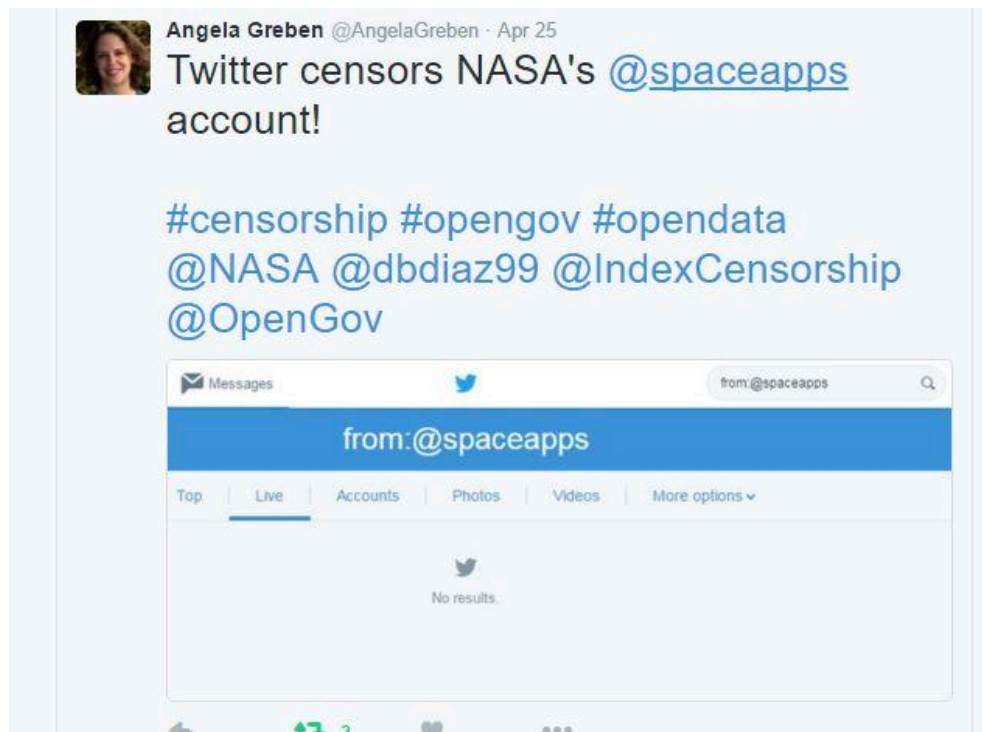 Angela Greben @AngelaGreben · Apr 25
Twitter censors NASA's @spaceapps
account!
#censorship #opengov #opendata
@NASA @dbdiaz99 @IndexCensorship
@OpenGov
Messages from:@spaceapps
from:@spaceapps
Top Live Accounts Photos Videos More options
No results.
2